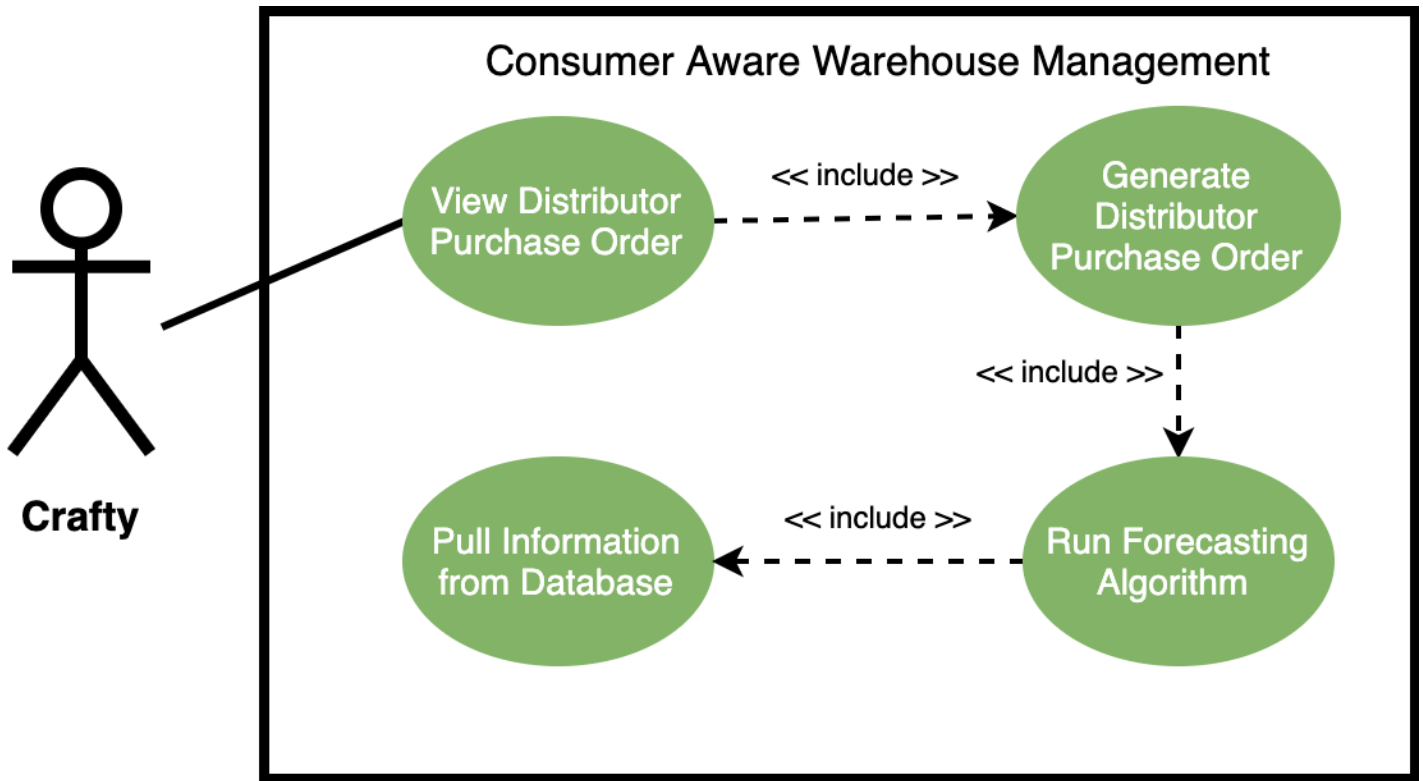 Consumer Aware Warehouse Management
View Distributor
Purchase Order
<< include >>
Generate
Distributor
Purchase Order
<< include >>
Crafty
Pull Information
from Database
<< include >>
Run Forecasting
Algorithm